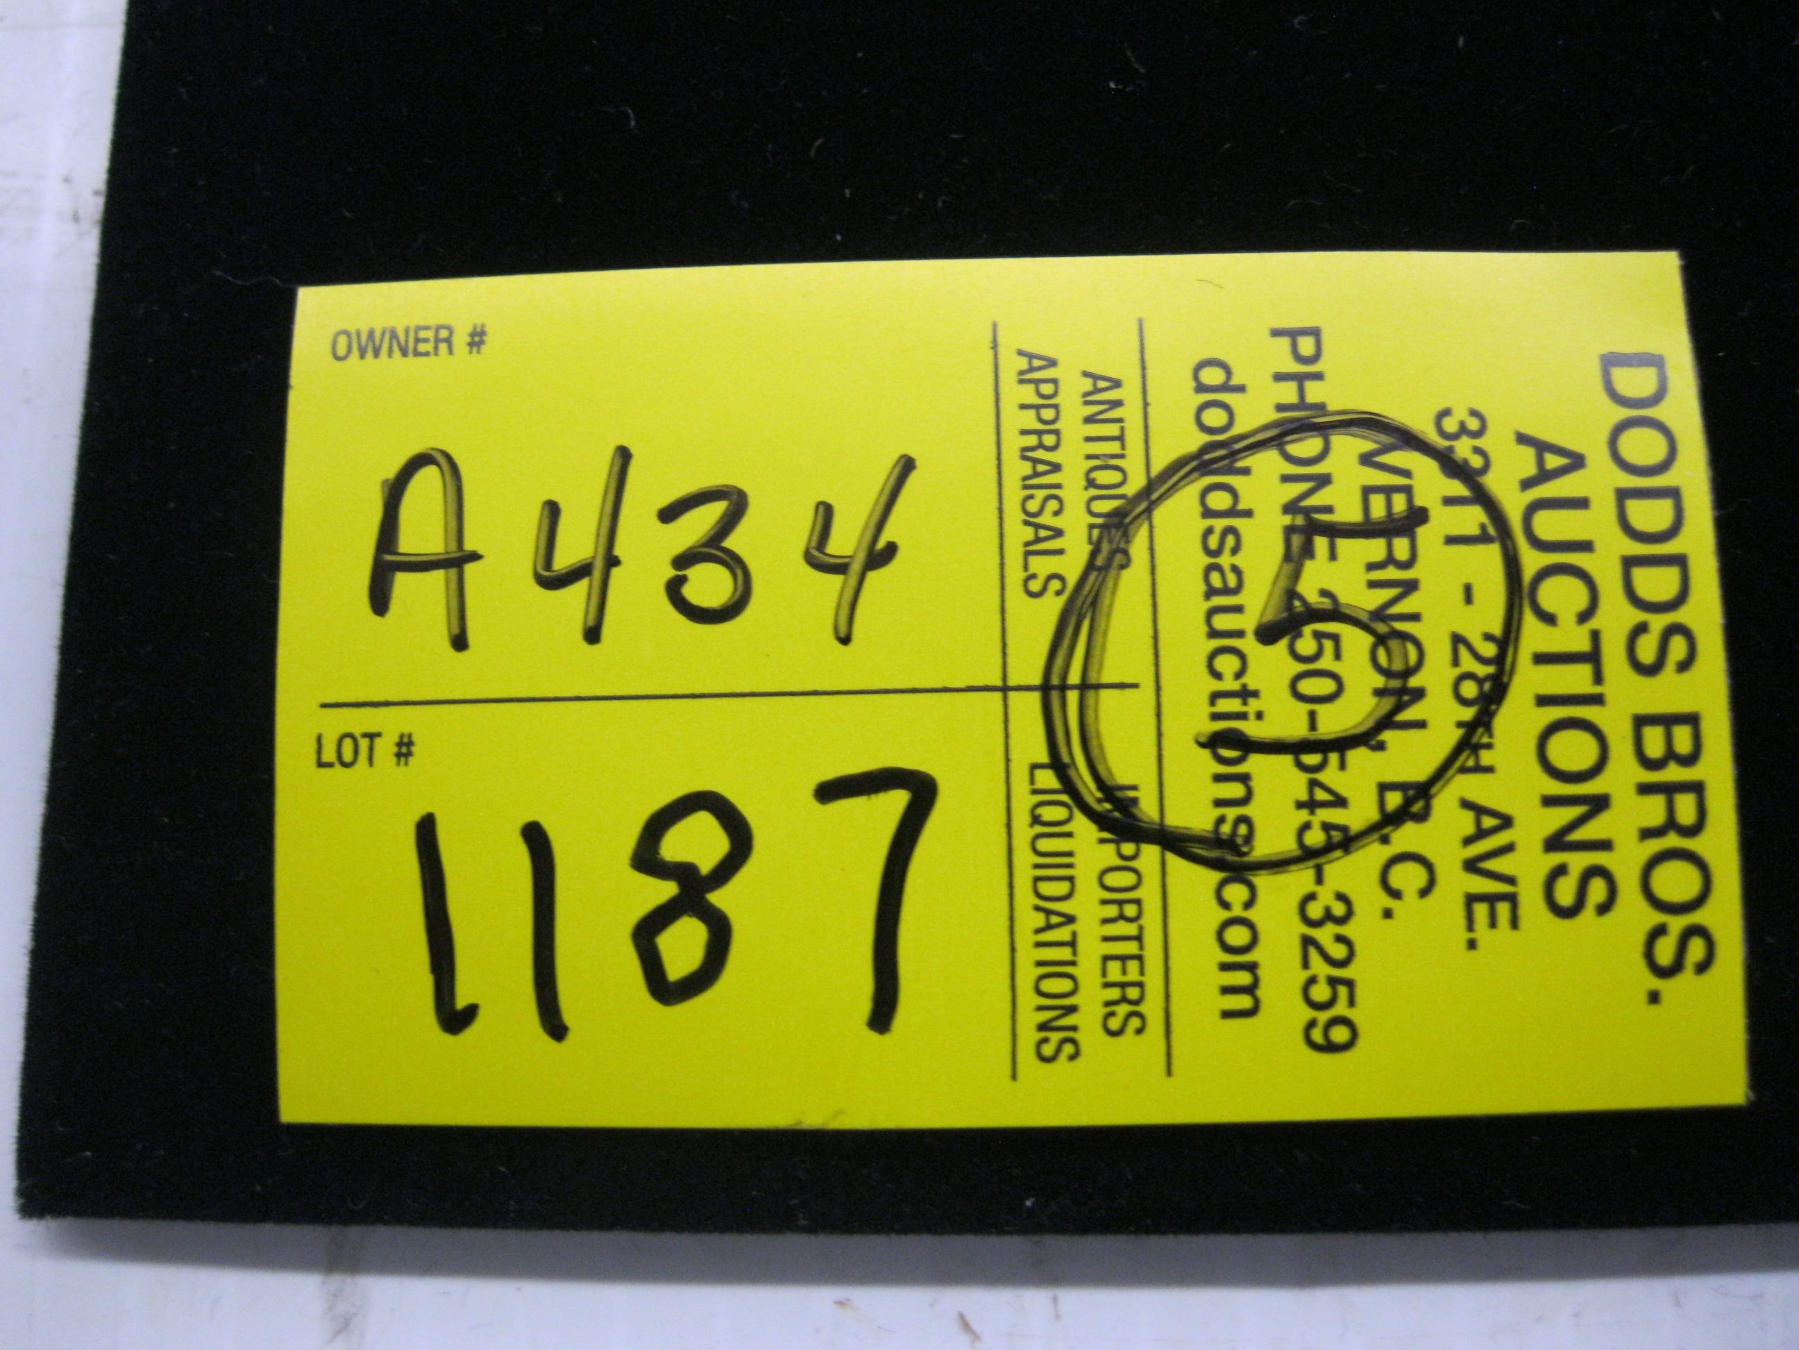 OWNER #
A434
LOT #
1187
DODDS BROS.
AUCTIONS
3311 - 28TH AVE.
VERNON, B.C.
PHONE 250-545-3259
doddsauctions.com
ANTIQUES IMPORTERS
APPRAISALS LIQUIDATIONS
5